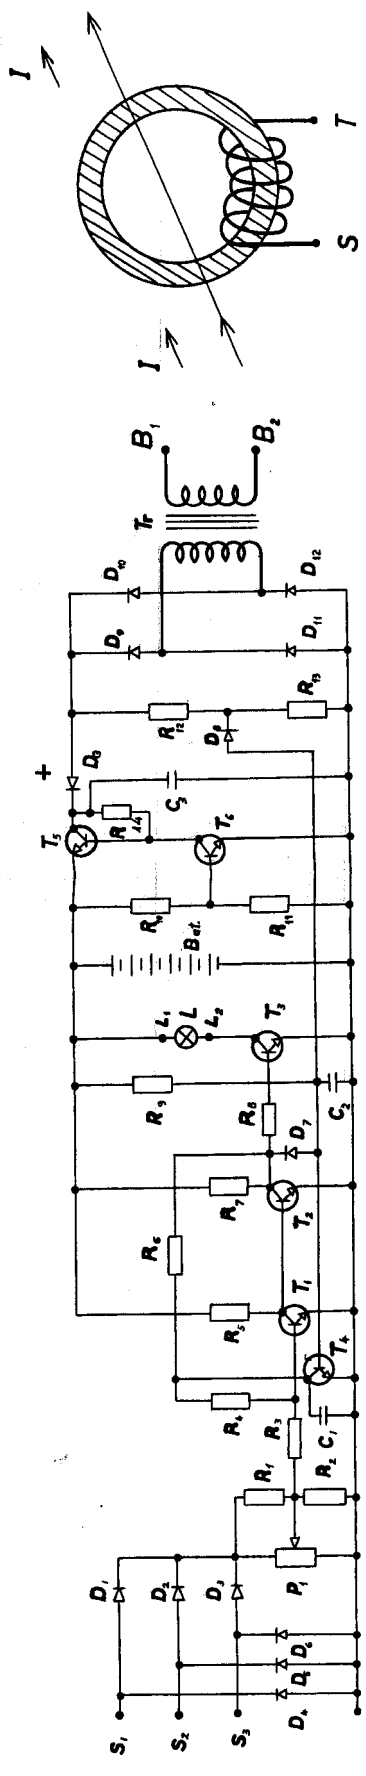 S₁
S₂
S₃
D₁
D₂
D₃
D₄
D₅
D₆
P₁
R₁
R₂
R₃
C₁
R₄
R₅
T₁
T₄
R₆
R₇
T₂
D₇
R₈
R₉
C₂
T₃
L₁
L
L₂
Bat.
R₁₀
R₁₁
T₅
T₆
R₁₄
C₃
+
R₁₂
D₈
R₁₃
D₉
D₁₀
D₁₁
D₁₂
Tr
B₁
B₂
I
I
S
T